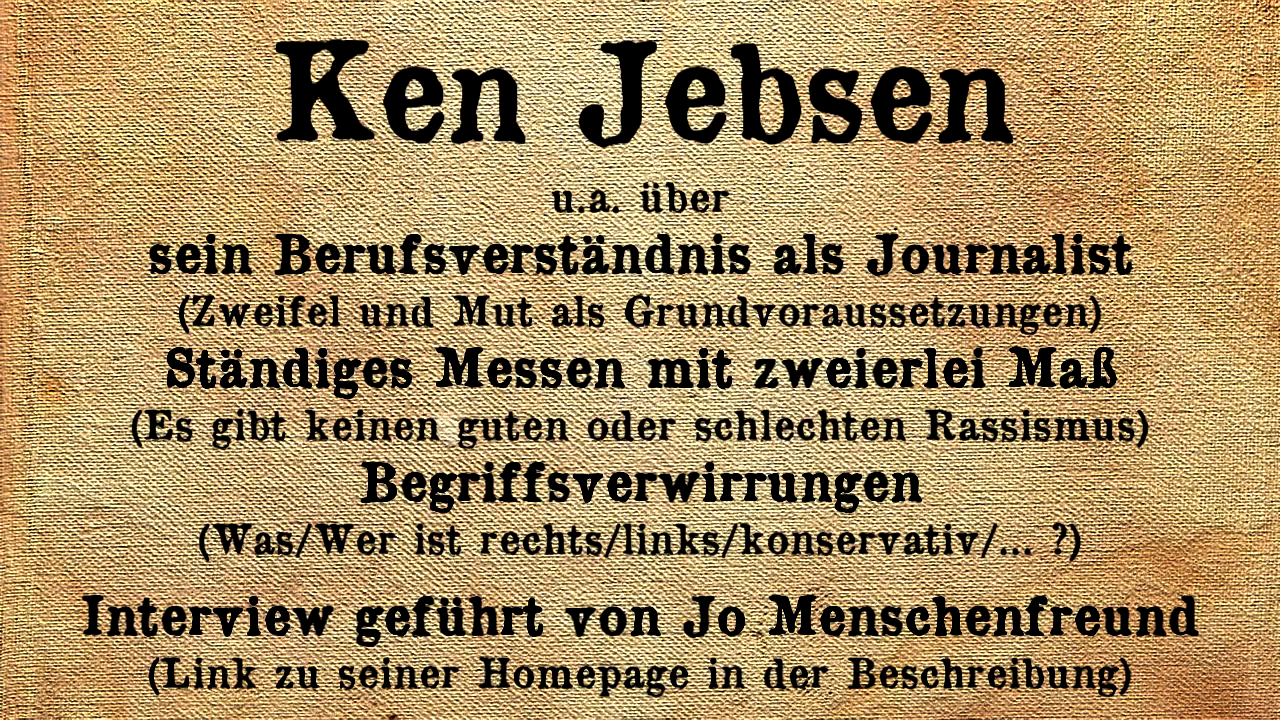 Ken Jebsen
u.a. über
sein Berufsverständnis als Journalist
(Zweifel und Mut als Grundvoraussetzungen)
Ständiges Messen mit zweierlei Maß
(Es gibt keinen guten oder schlechten Rassismus)
Begriffsverwirrungen
(Was/Wer ist rechts/links/konservativ/... ?)
Interview geführt von Jo Menschenfreund
(Link zu seiner Homepage in der Beschreibung)